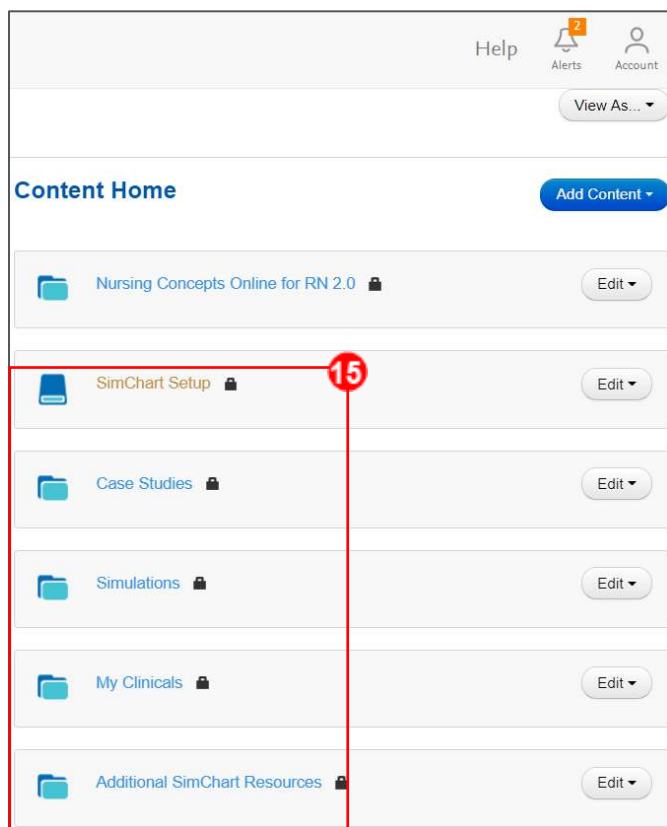 2
Help
Alerts
Account
View As...
Content Home
Add Content
Nursing Concepts Online for RN 2.0
Edit
15
SimChart Setup
Edit
Case Studies
Edit
Simulations
Edit
My Clinicals
Edit
Additional SimChart Resources
Edit